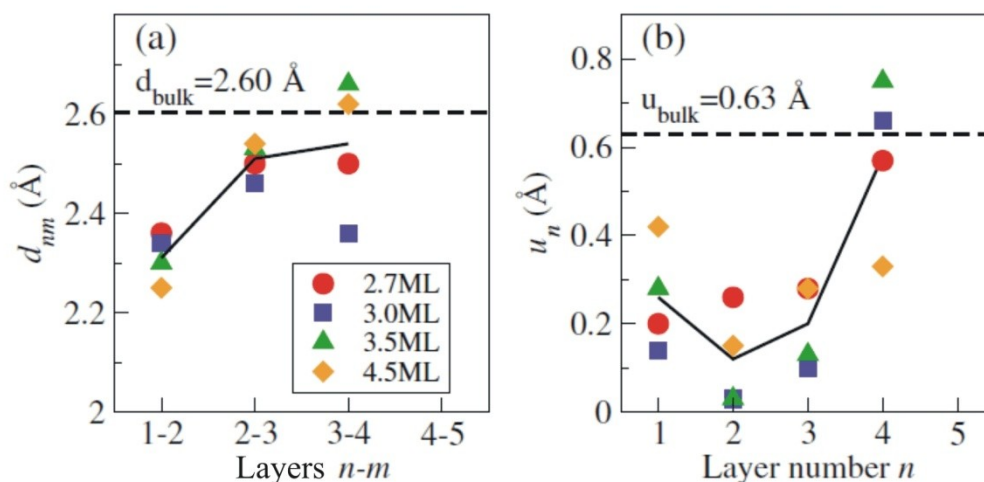 (a)
d_bulk=2.60 Å
2.6
2.4
2.2
2
d_nm (Å)
1-2 2-3 3-4 4-5
Layers n-m
2.7ML
3.0ML
3.5ML
4.5ML
(b)
u_bulk=0.63 Å
0.8
0.6
0.4
0.2
0
u_n (Å)
1 2 3 4 5
Layer number n